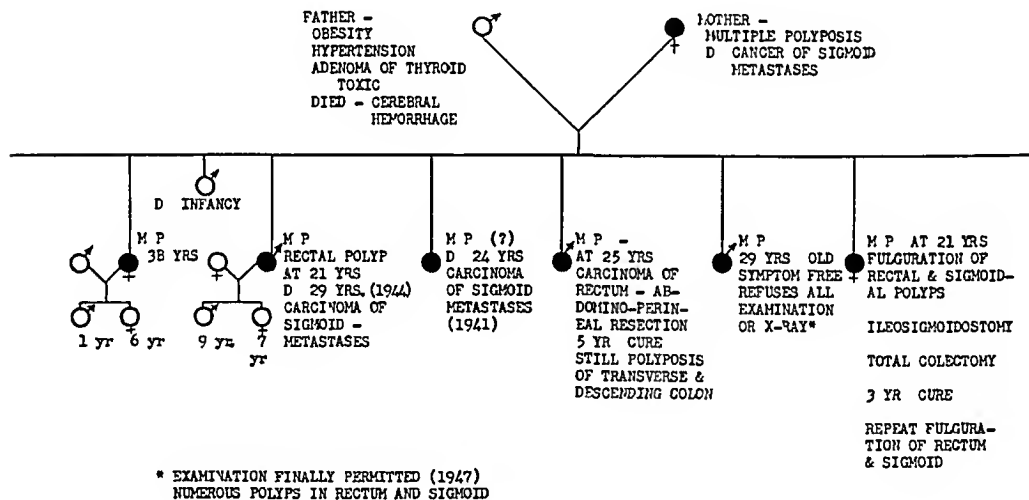 FATHER -
OBESITY
HYPERTENSION
ADENOMA OF THYROID
TOXIC
DIED - CEREBRAL
HEMORRHAGE
MOTHER -
MULTIPLE POLYPOSIS
D CANCER OF SIGMOID
METASTASES
M P
38 YRS
1 yr 6 yr
D INFANCY
M P
RECTAL POLYP
AT 21 YRS
D 29 YRS. (1944)
CARCINOMA OF
SIGMOID -
METASTASES
9 yr. 7
yr
M P (?)
D 24 YRS
CARCINOMA
OF SIGMOID
METASTASES
(1941)
M P -
AT 25 YRS
CARCINOMA OF
RECTUM - AB-
DOMINO-PERIN-
EAL RESECTION
5 YR CURE
STILL POLYPOSIS
OF TRANSVERSE &
DESCENDING COLON
M P
29 YRS OLD
SYMPTOM FREE
REFUSES ALL
EXAMINATION
OR X-RAY*
M P AT 21 YRS
FULGURATION OF
RECTAL & SIGMOID-
AL POLYPS
ILEOSIGMOIDOSTOMY
TOTAL COLECTOMY
3 YR CURE
REPEAT FULGURA-
TION OF RECTUM
& SIGMOID
* EXAMINATION FINALLY PERMITTED (1947)
NUMEROUS POLYPS IN RECTUM AND SIGMOID